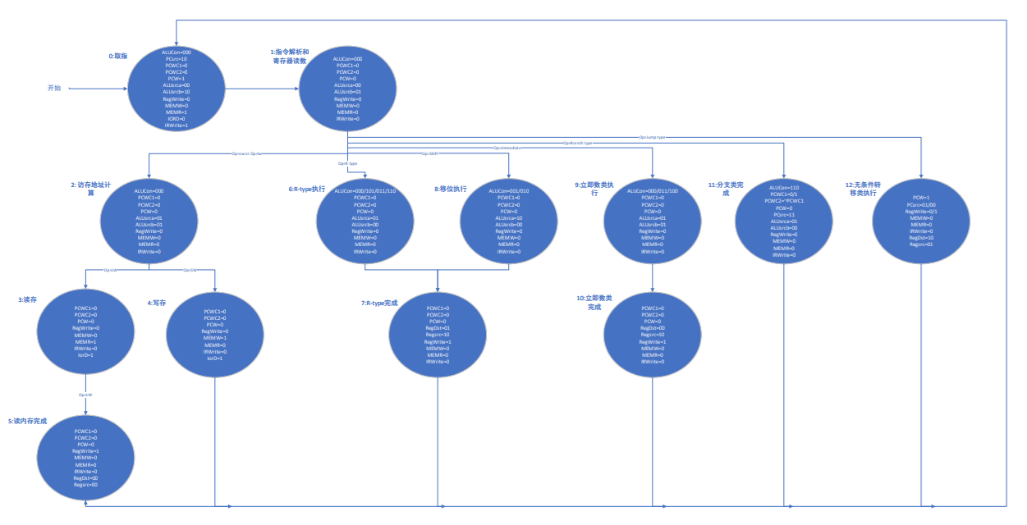 0:取指
ALUCon=000
PCsrc=10
PCWC1=0
PCWC2=0
PCW=1
ALUsrca=00
ALUsrcb=10
RegWrite=0
MEMW=0
MEMR=1
IORD=0
IRWrite=1
1:指令解析和
寄存器读数
ALUCon=000
PCWC1=0
PCWC2=0
PCW=0
ALUsrca=00
ALUsrcb=01
RegWrite=0
MEMW=0
MEMR=0
IRWrite=0
开始
2: 访存地址计
算
ALUCon=000
PCWC1=0
PCWC2=0
PCW=0
ALUsrca=01
ALUsrcb=01
RegWrite=0
MEMW=0
MEMR=0
IRWrite=0
6:R-type执行
ALUCon=000/101/011/110
PCWC1=0
PCWC2=0
PCW=0
ALUsrca=01
ALUsrcb=00
RegWrite=0
MEMW=0
MEMR=0
IRWrite=0
8:移位执行
ALUCon=001/010
PCWC1=0
PCWC2=0
PCW=0
ALUsrca=10
ALUsrcb=00
RegWrite=0
MEMW=0
MEMR=0
IRWrite=0
9.立即数类执
行
ALUCon=000/011/100
PCWC1=0
PCWC2=0
PCW=0
ALUsrca=01
ALUsrcb=01
RegWrite=0
MEMW=0
MEMR=0
IRWrite=0
11:分支类完
成
ALUCon=110
PCWC1=0/1
PCWC2=^PCWC1
PCW=0
PCsrc=11
ALUsrcb=00
RegWrite=0
MEMW=0
MEMR=0
IRWrite=0
12:无条件转
移类执行
PCW=1
PCsrc=01/00
RegWrite=0/1
MEMW=0
MEMR=0
IRWrite=0
RegDst=10
Regsrc=01
3:读存
PCWC1=0
PCWC2=0
PCW=0
RegWrite=0
MEMW=0
MEMR=1
IRWrite=0
IorD=1
4:写存
PCWC1=0
PCWC2=0
PCW=0
RegWrite=0
MEMW=1
MEMR=0
IRWrite=0
IorD=1
7:R-type完成
PCWC1=0
PCWC2=0
PCW=0
RegDst=01
Regsrc=10
RegWrite=1
MEMW=0
MEMR=0
IRWrite=0
10:立即数类
完成
PCWC1=0
PCWC2=0
PCW=0
RegDst=00
Regsrc=10
RegWrite=1
MEMW=0
MEMR=0
IRWrite=0
5:读内存完成
PCWC1=0
PCWC2=0
PCW=0
RegWrite=1
MEMW=0
MEMR=0
IRWrite=0
RegDst=00
Regsrc=00